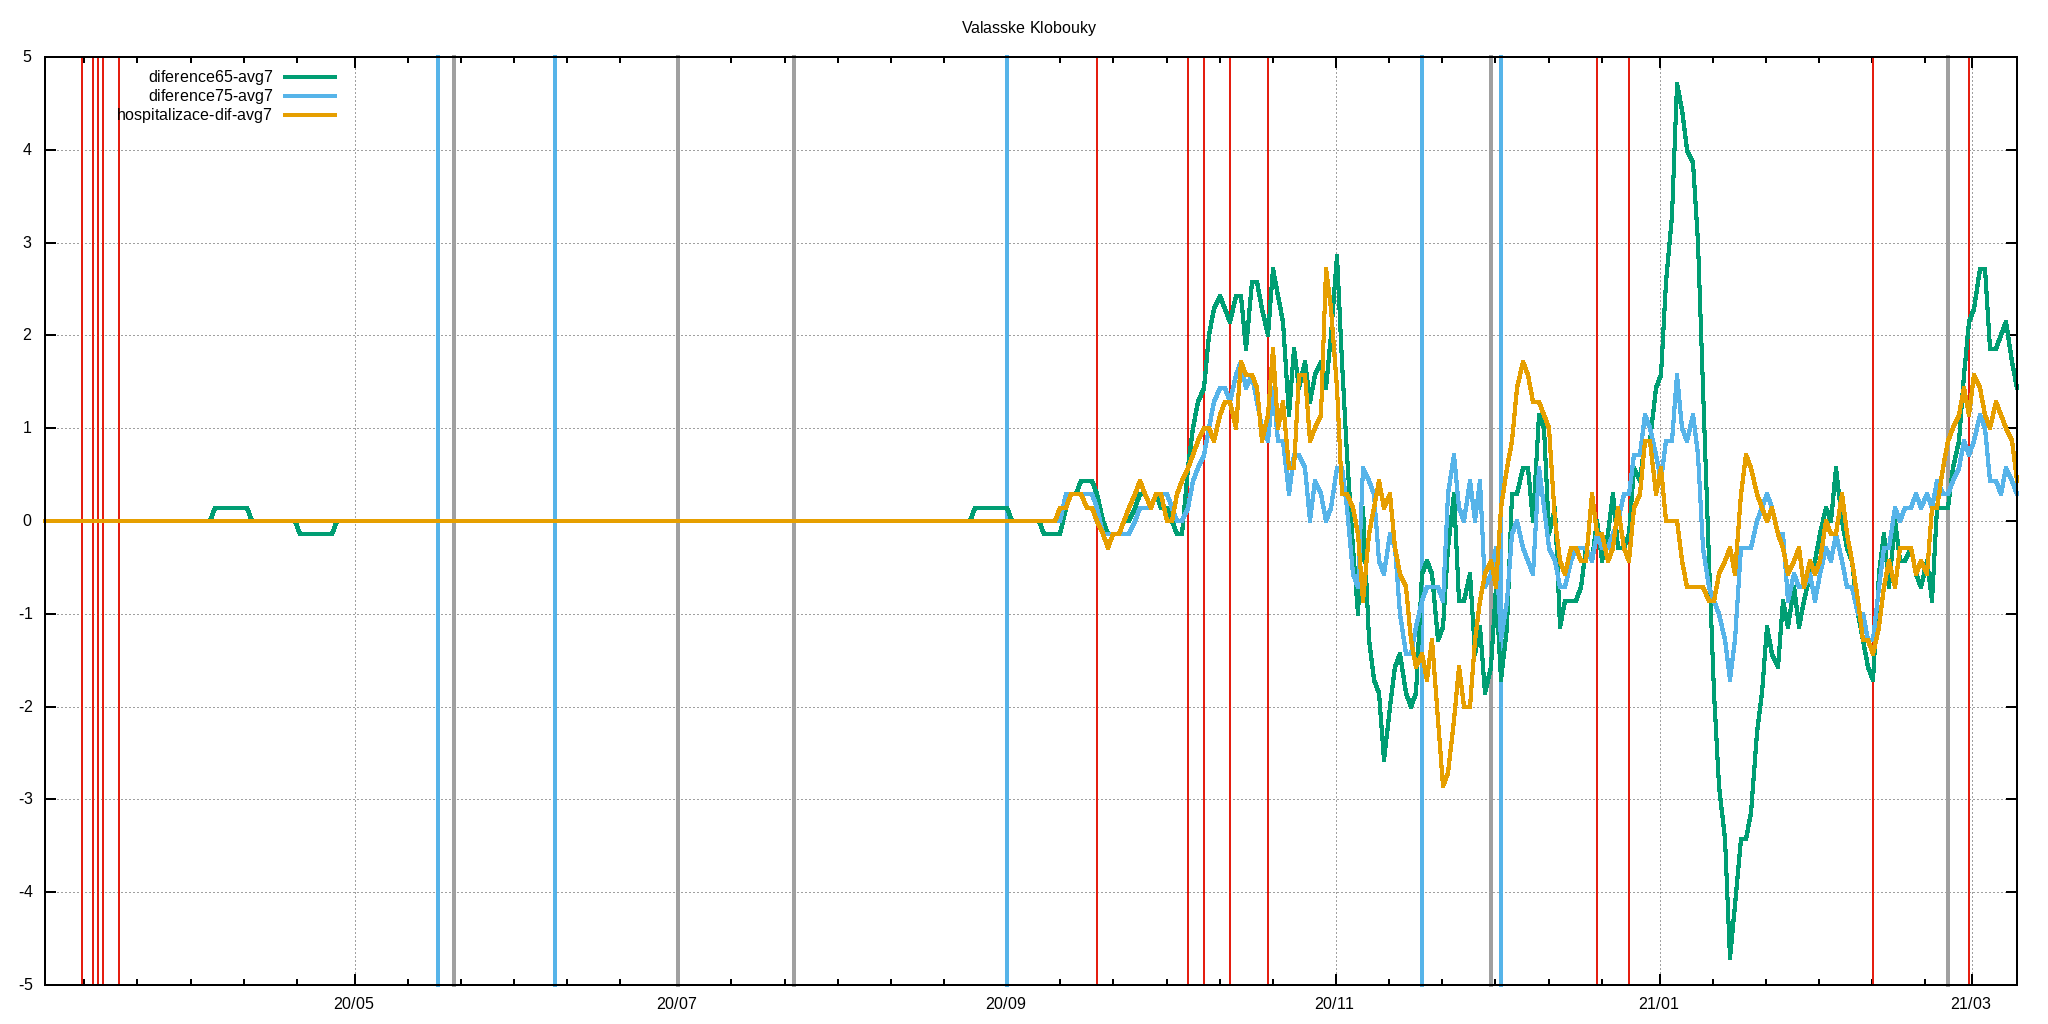 Valasske Klobouky
diference65-avg7
diference75-avg7
hospitalizace-dif-avg7
5
4
3
2
1
0
-1
-2
-3
-4
-5
20/05 20/07 20/09 20/11 21/01 21/03